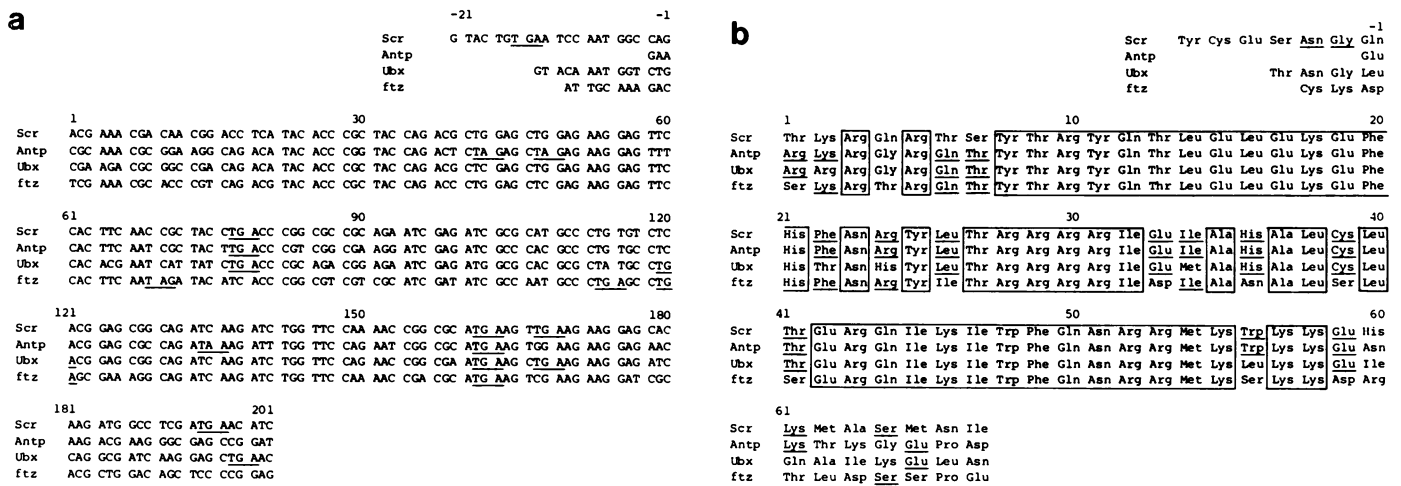 a
-21 -1
Scr G TAC TGT GAA TCC AAT GGC CAG
Antp GAA
Ubx GT ACA AAT GGT CTG
ftz AT TGC AAA GAC
1 30 60
Scr ACG AAA CGA CAA CGG ACC TCA TAC ACC CGC TAC CAG ACG CTG GAG CTG GAG AAG GAG TTC
Antp CGC AAA CGC GGA AGG CAG ACA TAC ACC CGG TAC CAG ACT CTA GAG CTA GAG AAG GAG TTT
Ubx CGA AGA CGC GGC CGA CAG ACA TAC ACC CGC TAC CAG ACG CTC GAG CTG GAG AAG GAG TTC
ftz TCG AAA CGC ACC CGT CAG ACG TAC ACC CGC TAC CAG ACC CTG GAG CTC GAG AAG GAG TTC
61 90 120
Scr CAC TTC AAC CGC TAC CTG ACC CGG CGC CGC AGA ATC GAG ATC GCG CAT GCC CTG TGT CTC
Antp CAC TTC AAT CGC TAC TTG ACC CGT CGG CGA AGG ATC GAG ATC GCC CAC GCC CTG TGC CTC
Ubx CAC ACG AAT CAT TAT CTG ACC CGC AGA CGG AGA ATC GAG ATG GCG CAC GCG CTA TGC CTG
ftz CAC TTC AAT AGA TAC ATC ACC CGG CGT CGT CGC ATC GAT ATC GCC AAT GCC CTG AGC CTG
121 150 180
Scr ACG GAG CGG CAG ATC AAG ATC TGG TTC CAA AAC CGG CGC ATG AAG TTG AAG AAG GAG CAC
Antp ACG GAG CGC CAG ATA AAG ATT TGG TTC CAG AAT CGG CGC ATG AAG TGG AAG AAG GAG AAC
Ubx ACG GAG CGG CAG ATC AAG ATC TGG TTC CAG AAC CGG CGA ATG AAG CTG AAG AAG GAG ATC
ftz AGC GAA AGG CAG ATC AAG ATC TGG TTC CAA AAC CGA CGC ATG AAG TCG AAG AAG GAT CGC
181 201
Scr AAG ATG GCC TCG ATG AAC ATC
Antp AAG ACG AAG GGC GAG CCG GAT
Ubx CAG GCG ATC AAG GAG CTG AAC
ftz ACG CTG GAC AGC TCC CCG GAG
b
-1
Scr Tyr Cys Glu Ser Asn Gly Gln
Antp Glu
Ubx Thr Asn Gly Leu
ftz Cys Lys Asp
1 10 20
Scr Thr Lys Arg Gln Arg Thr Ser Tyr Thr Arg Tyr Gln Thr Leu Glu Leu Glu Lys Glu Phe
Antp Arg Lys Arg Gly Arg Gln Thr Tyr Thr Arg Tyr Gln Thr Leu Glu Leu Glu Lys Glu Phe
Ubx Arg Arg Arg Gly Arg Gln Thr Tyr Thr Arg Tyr Gln Thr Leu Glu Leu Glu Lys Glu Phe
ftz Ser Lys Arg Thr Arg Gln Thr Tyr Thr Arg Tyr Gln Thr Leu Glu Leu Glu Lys Glu Phe
21 30 40
Scr His Phe Asn Arg Tyr Leu Thr Arg Arg Arg Arg Ile Glu Ile Ala His Ala Leu Cys Leu
Antp His Phe Asn Arg Tyr Leu Thr Arg Arg Arg Arg Ile Glu Ile Ala His Ala Leu Cys Leu
Ubx His Thr Asn His Tyr Leu Thr Arg Arg Arg Arg Ile Glu Met Ala His Ala Leu Cys Leu
ftz His Phe Asn Arg Tyr Ile Thr Arg Arg Arg Arg Ile Asp Ile Ala Asn Ala Leu Ser Leu
41 50 60
Scr Thr Glu Arg Gln Ile Lys Ile Trp Phe Gln Asn Arg Arg Met Lys Trp Lys Lys Glu His
Antp Thr Glu Arg Gln Ile Lys Ile Trp Phe Gln Asn Arg Arg Met Lys Trp Lys Lys Glu Asn
Ubx Thr Glu Arg Gln Ile Lys Ile Trp Phe Gln Asn Arg Arg Met Lys Leu Lys Lys Glu Ile
ftz Ser Glu Arg Gln Ile Lys Ile Trp Phe Gln Asn Arg Arg Met Lys Ser Lys Lys Asp Arg
61
Scr Lys Met Ala Ser Met Asn Ile
Antp Lys Thr Lys Gly Glu Pro Asp
Ubx Gln Ala Ile Lys Glu Leu Asn
ftz Thr Leu Asp Ser Ser Pro Glu